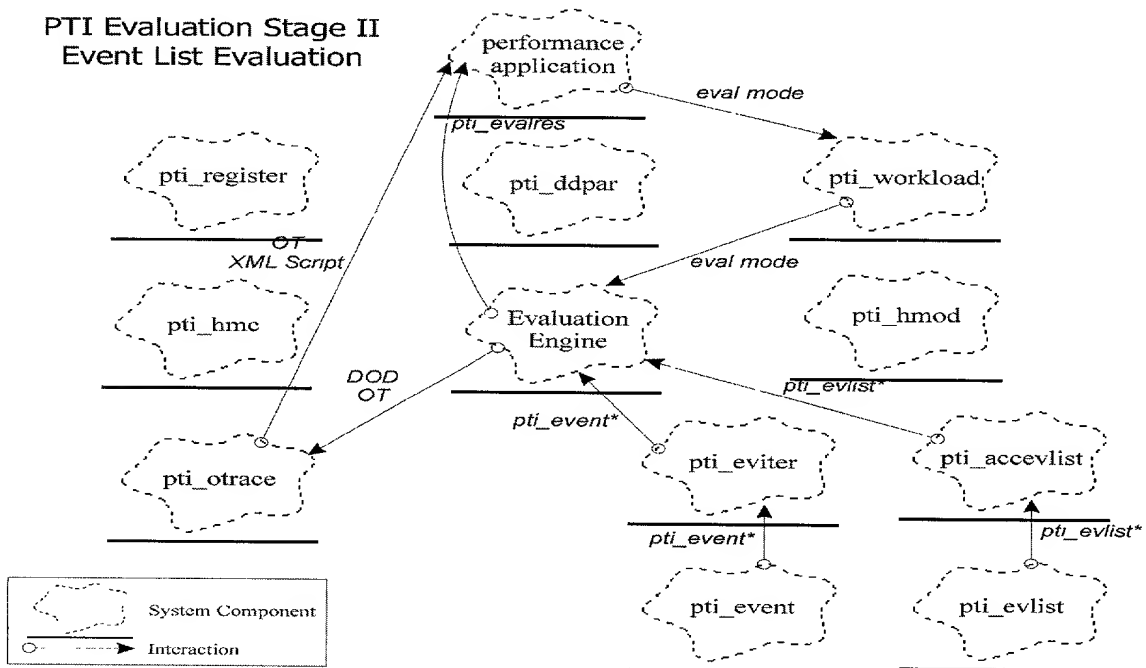 PTI Evaluation Stage II
Event List Evaluation
performance
application
eval mode
pti_evalres
pti_register
pti_ddpar
pti_workload
OT
XML Script
eval mode
pti_hmc
Evaluation
Engine
pti_hmod
DOD
OT
pti_evlist*
pti_event*
pti_otrace
pti_eviter
pti_accevlist
pti_event*
pti_evlist*
pti_event
pti_evlist
System Component
Interaction